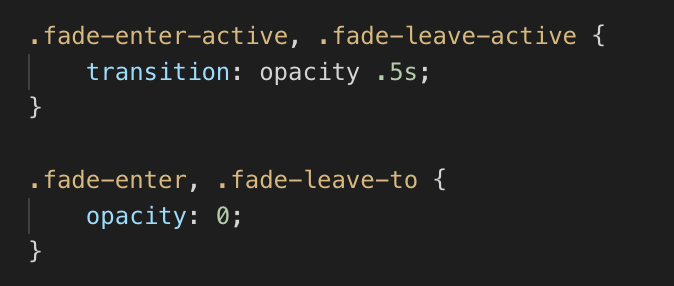 .fade-enter-active, .fade-leave-active {
    transition: opacity .5s;
}

.fade-enter, .fade-leave-to {
    opacity: 0;
}